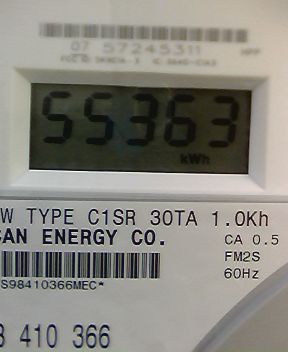 07 57245311
55363
kWh
W TYPE C1SR 30TA 1.0Kh
CAN ENERGY CO.
CA 0.5
FM2S
60Hz
S98410366MEC*
410 366